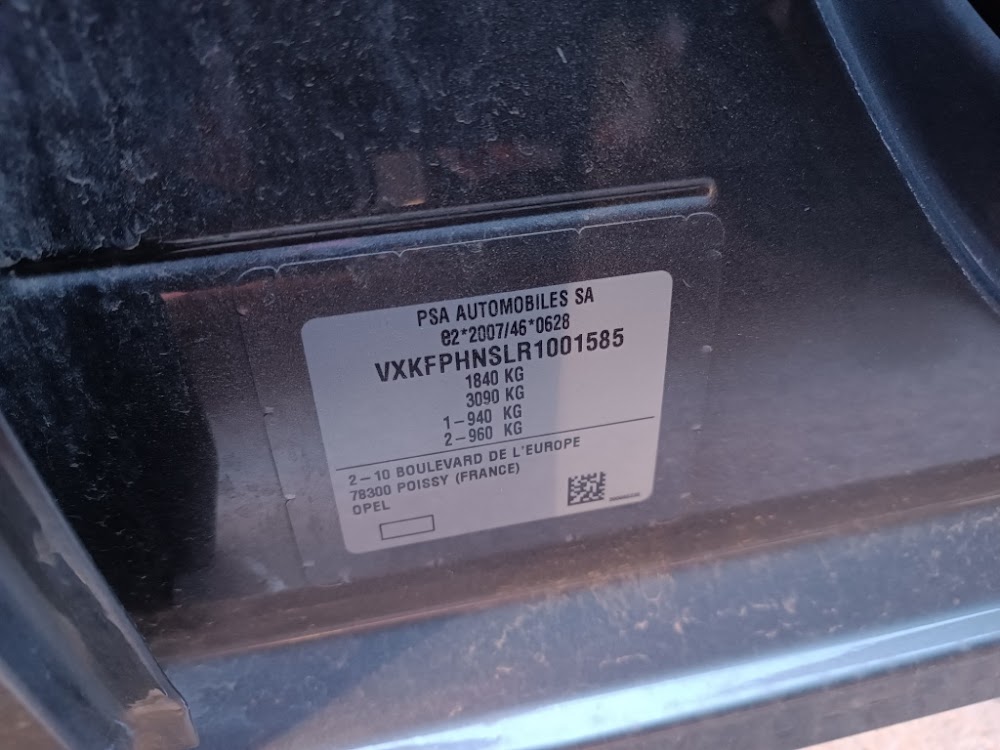 PSA AUTOMOBILES SA
e2*2007/46*0628
VXKFPHNSLR1001585
1840 KG
3090 KG
1-940 KG
2-960 KG
2-10 BOULEVARD DE L'EUROPE
78300 POISSY (FRANCE)
OPEL